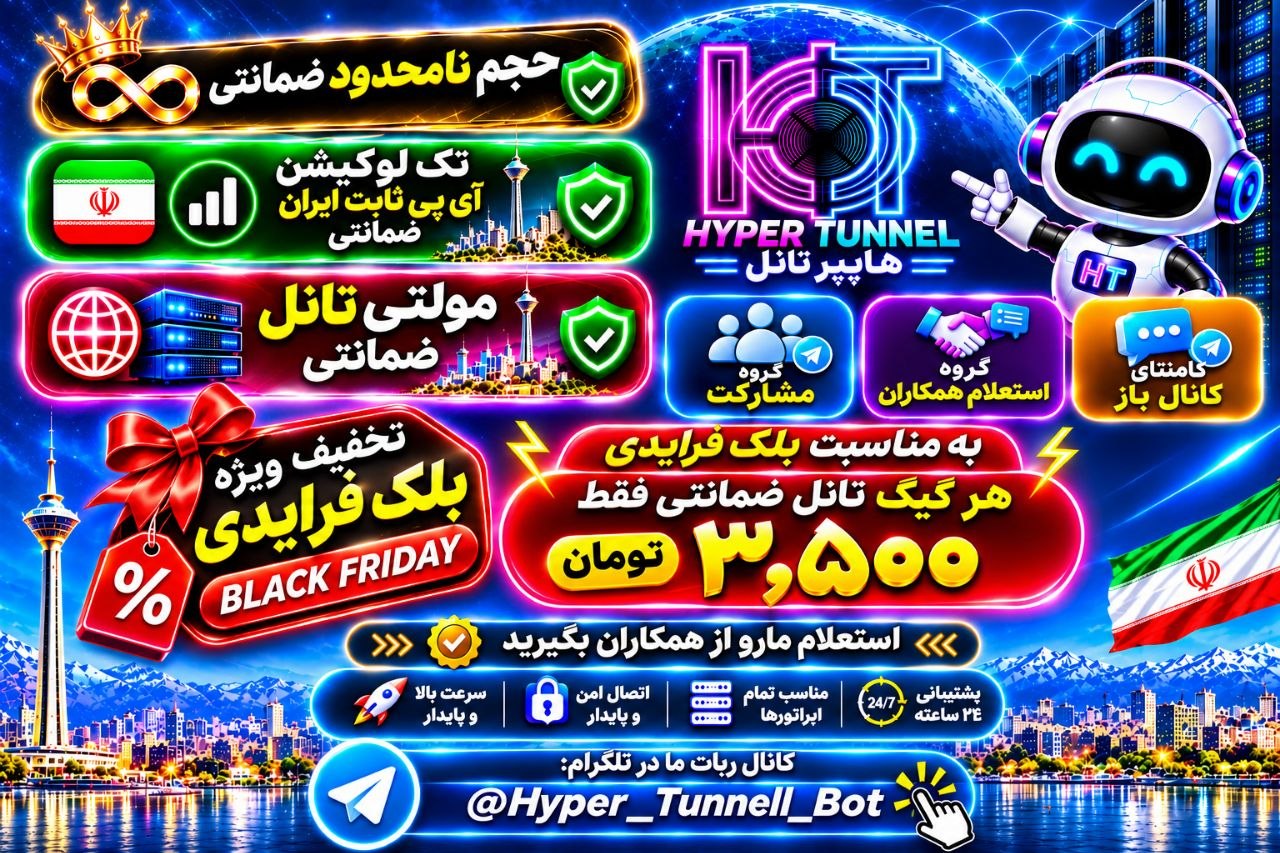 حجم نامحدود ضمانتی
تک لوکیشن
آی پی ثابت ایران
ضمانتی
مولتی تانل
ضمانتی
HT
HYPER TUNNEL
هایپر تانل
HT
گروه
مشارکت
گروه
استعلام همکاران
کامنتای
کانال باز
تخفیف ویژه
بلک فرایدی
BLACK FRIDAY
%
به مناسبت بلک فرایدی
هر گیگ تانل ضمانتی فقط
۳,۵۰۰
تومان
استعلام مارو از همکاران بگیرید
پشتیبانی
۲۴ ساعته
24/7
مناسب تمام
اپراتورها
اتصال امن
و پایدار
سرعت بالا
و پایدار
کانال ربات ما در تلگرام:
@Hyper_Tunnell_Bot